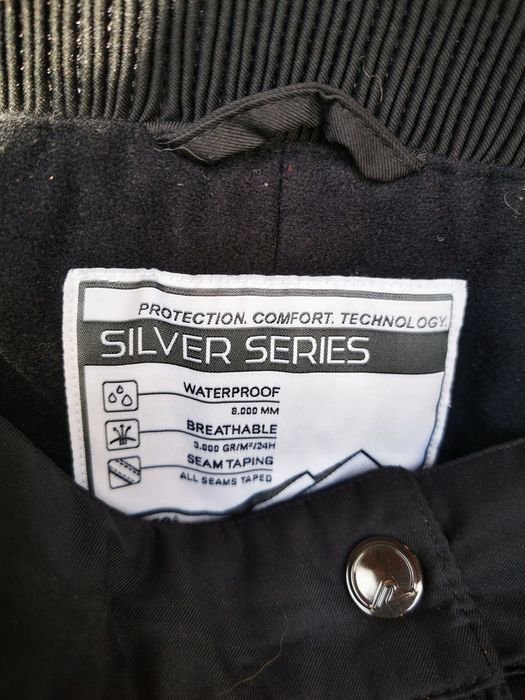 PROTECTION. COMFORT. TECHNOLOGY.
SILVER SERIES
WATERPROOF
8.000 MM
BREATHABLE
3.000 GR/M²/24H
SEAM TAPING
ALL SEAMS TAPED